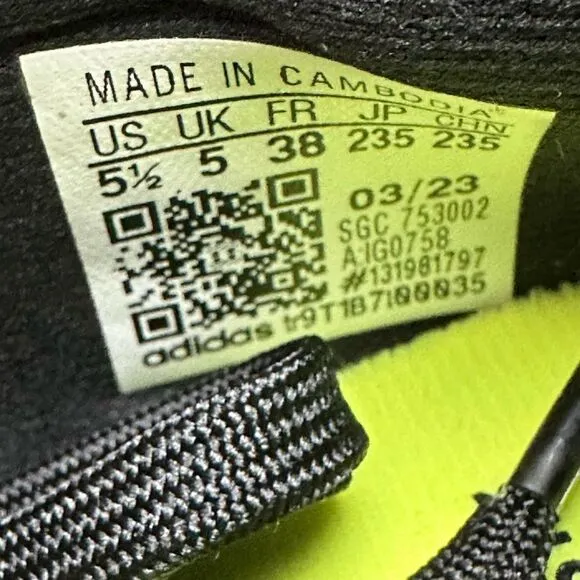 MADE IN CAMBODIA
US UK FR JP CHN
5½ 5 38 235 235
03/23
SGC 753002
A:IG0758
#131981797
adidas tr9T1B7l00035